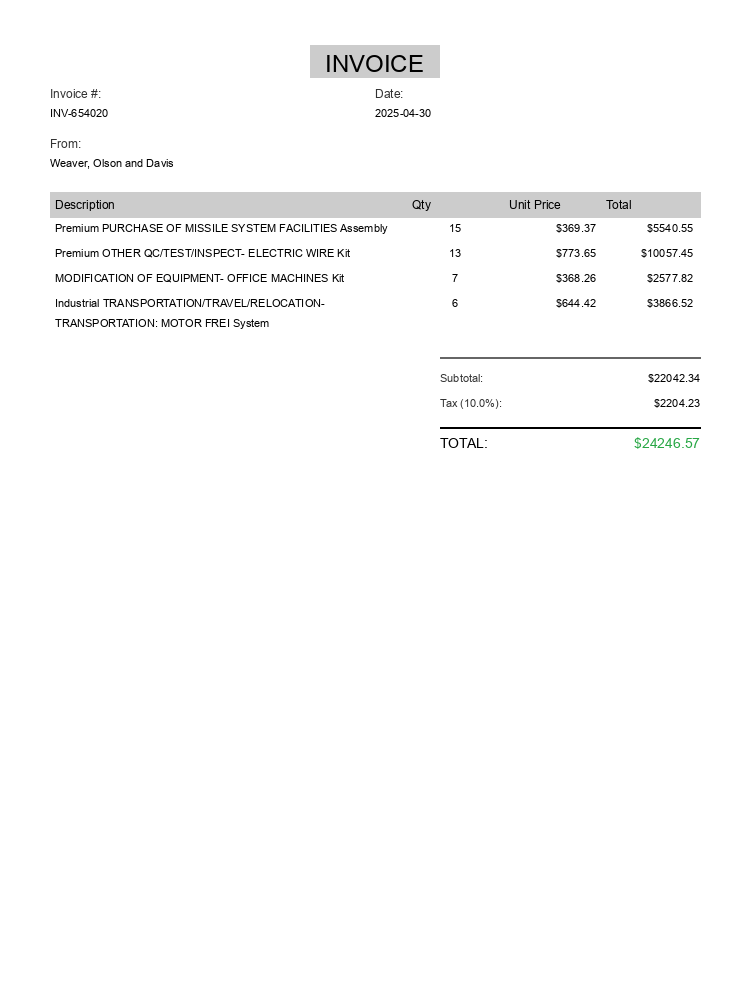 INVOICE
Invoice #: Date:
INV-654020 2025-04-30
From:
Weaver, Olson and Davis
Description Qty Unit Price Total
Premium PURCHASE OF MISSILE SYSTEM FACILITIES Assembly 15 $369.37 $5540.55
Premium OTHER QC/TEST/INSPECT- ELECTRIC WIRE Kit 13 $773.65 $10057.45
MODIFICATION OF EQUIPMENT- OFFICE MACHINES Kit 7 $368.26 $2577.82
Industrial TRANSPORTATION/TRAVEL/RELOCATION- 6 $644.42 $3866.52
TRANSPORTATION: MOTOR FREI System
Subtotal: $22042.34
Tax (10.0%): $2204.23
TOTAL: $24246.57